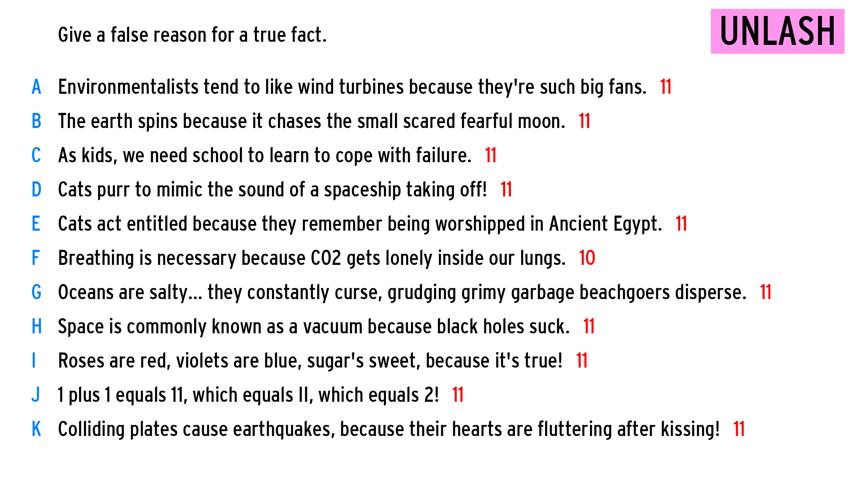 Give a false reason for a true fact.
UNLASH
A Environmentalists tend to like wind turbines because they're such big fans. 11
B The earth spins because it chases the small scared fearful moon. 11
C As kids, we need school to learn to cope with failure. 11
D Cats purr to mimic the sound of a spaceship taking off! 11
E Cats act entitled because they remember being worshipped in Ancient Egypt. 11
F Breathing is necessary because CO2 gets lonely inside our lungs. 10
G Oceans are salty... they constantly curse, grudging grimy garbage beachgoers disperse. 11
H Space is commonly known as a vacuum because black holes suck. 11
I Roses are red, violets are blue, sugar's sweet, because it's true! 11
J 1 plus 1 equals 11, which equals II, which equals 2! 11
K Colliding plates cause earthquakes, because their hearts are fluttering after kissing! 11